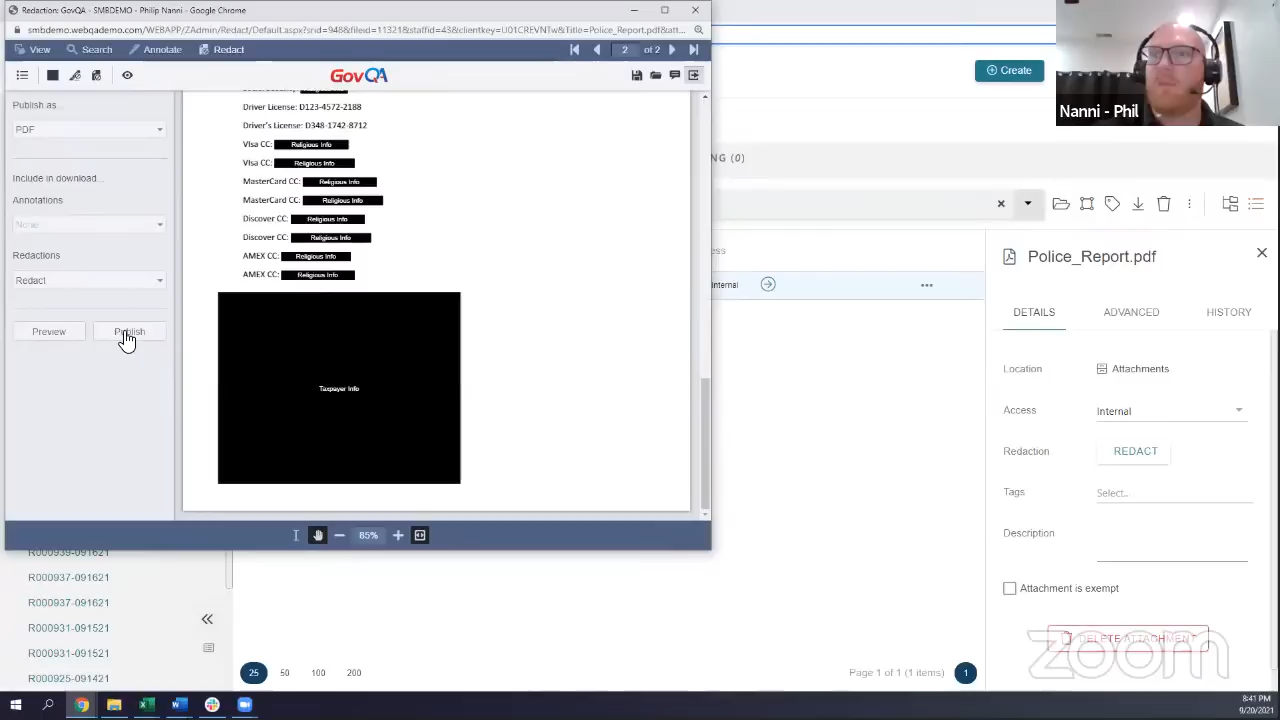 Redaction: GovQA - SMBDEMO - Philip Nanni - Google Chrome
smbdemo.webqademo.com/WEBAPP/ZAdmin/Redact/Default.aspx?srid=948&fileid=11321&staffid=43&clientkey=U01CREVNTw&Title=Police_Report.pdf&att...
View
Search
Annotate
Redact
2
of 2
GovQA
Publish as
PDF
Include in download...
Annotations
Redactions
Redact
Preview
Publish
Religious Info
Driver License: D123-4572-2188
Driver's License: D348-1742-8712
VIsa CC: Religious Info
VIsa CC: Religious Info
MasterCard CC: Religious Info
MasterCard CC: Religious Info
Discover CC: Religious Info
Discover CC: Religious Info
AMEX CC: Religious Info
AMEX CC: Religious Info
Taxpayer Info
85%
Create
Nanni - Phil
NG (0)
Internal
Police_Report.pdf
DETAILS
ADVANCED
HISTORY
Location
Attachments
Access
Internal
Redaction
REDACT
Tags
Select...
Description
Attachment is exempt
DELETE ATTACHMENT
R000939-091621
R000937-091621
R000937-091621
R000931-091521
R000931-091521
R000925-091421
25
50
100
200
Page 1 of 1 (1 items)
1
zoom
8:41 PM
9/20/2021